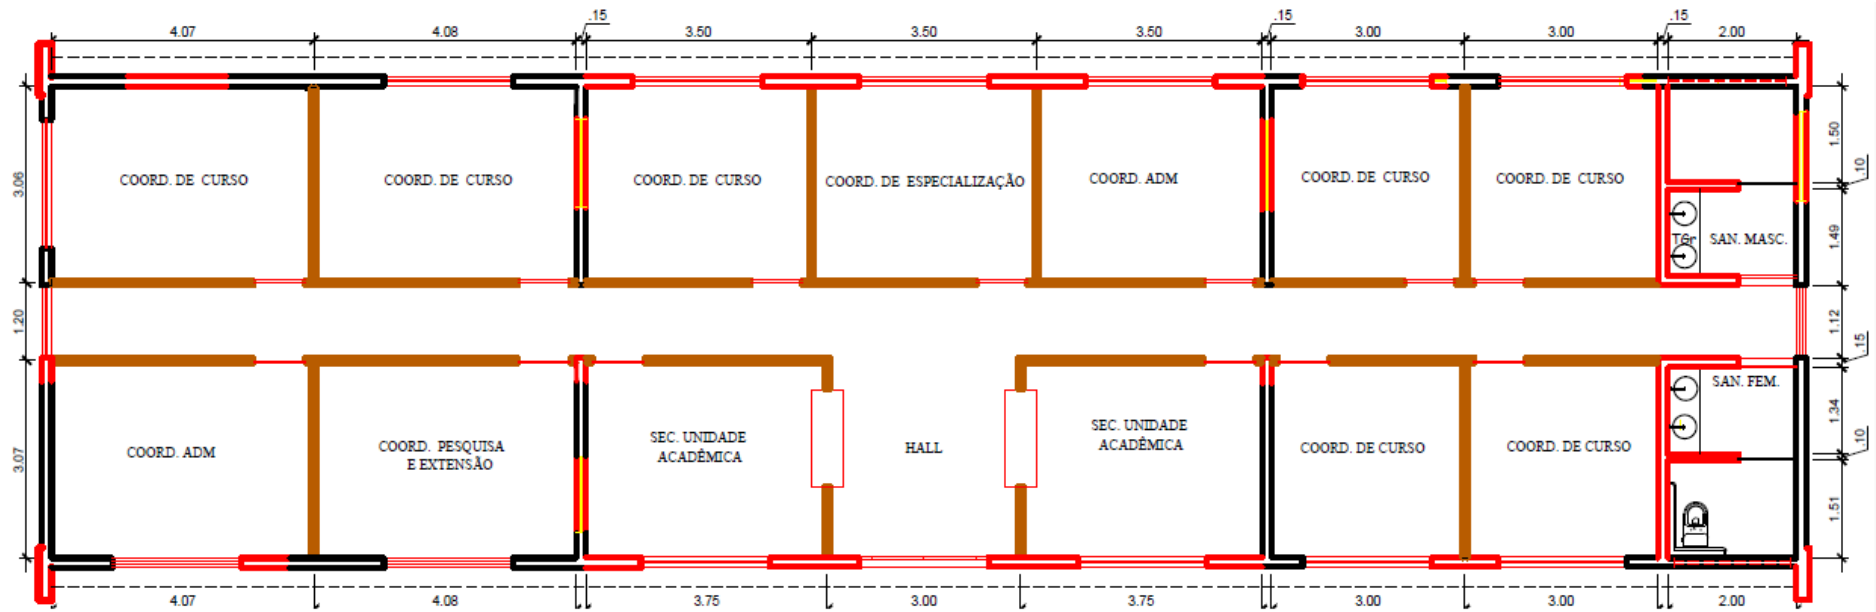 .15 .15 .15
4.07 4.08 3.50 3.50 3.50 3.00 3.00 2.00
3.06
1.20
3.07
COORD. DE CURSO
COORD. DE CURSO
COORD. DE CURSO
COORD. DE ESPECIALIZAÇÃO
COORD. ADM
COORD. DE CURSO
COORD. DE CURSO
SAN. MASC.
1.50
.10
1.49
1.12
.15
1.34
.10
1.51
COORD. ADM
COORD. PESQUISA
E EXTENSÃO
SEC. UNIDADE
ACADÊMICA
HALL
SEC. UNIDADE
ACADÊMICA
COORD. DE CURSO
COORD. DE CURSO
SAN. FEM.
4.07 4.08 3.75 3.00 3.75 3.00 3.00 2.00